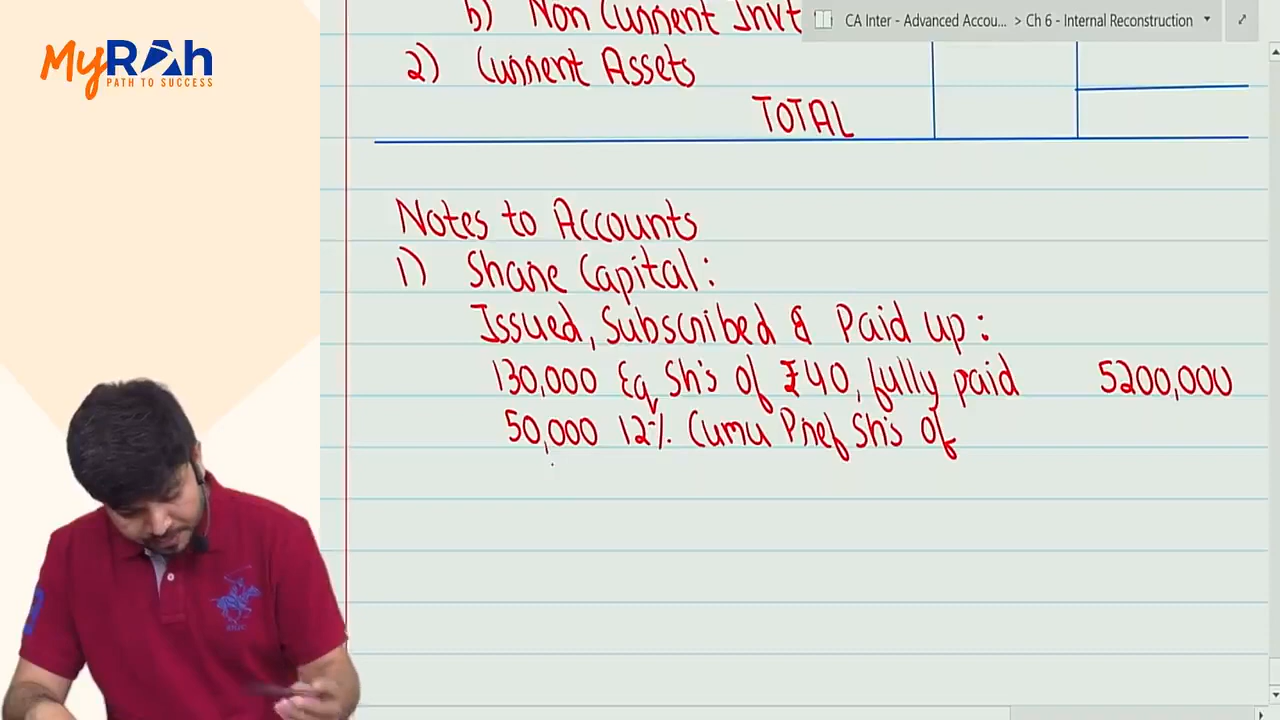 MyRAh
PATH TO SUCCESS
CA Inter - Advanced Accou... > Ch 6 - Internal Reconstruction
b) Non Current Invt
2) Current Assets
TOTAL
Notes to Accounts
1) Share Capital:
Issued, Subscribed & Paid up:
130,000 Eq Sh's of ₹40, fully paid 5200,000
50,000 12% Cumu Pref Sh's of